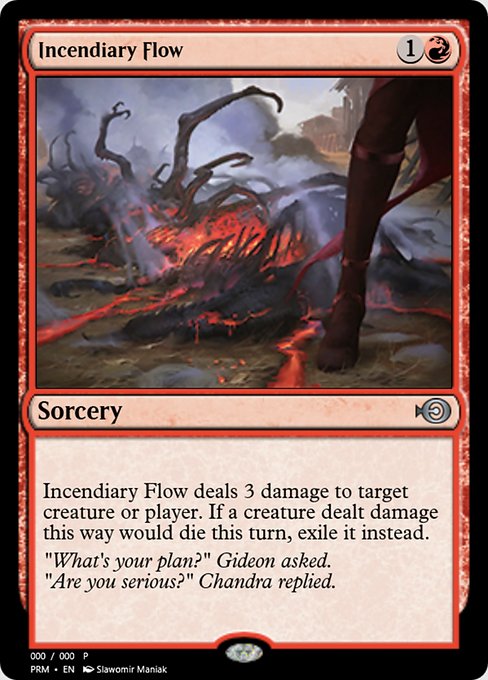 Incendiary Flow 1
Sorcery
Incendiary Flow deals 3 damage to target
creature or player. If a creature dealt damage
this way would die this turn, exile it instead.
"What's your plan?" Gideon asked.
"Are you serious?" Chandra replied.
000 / 000 P
PRM • EN Slawomir Maniak